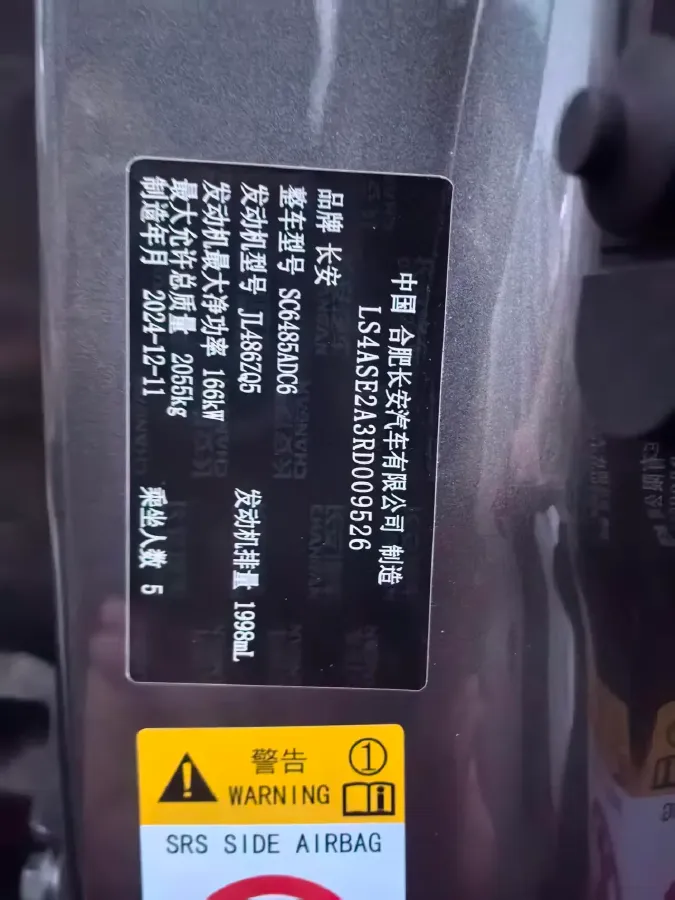 中国 合肥长安汽车有限公司 制造
LS4ASE2A3RD009526
品牌 长安
整车型号 SC6485ADC6
发动机型号 JL486ZQ5 发动机排量 1998mL
发动机最大净功率 166kW
最大允许总质量 2055kg
制造年月 2024-12-11 乘坐人数 5
警告 ①
WARNING
SRS SIDE AIRBAG